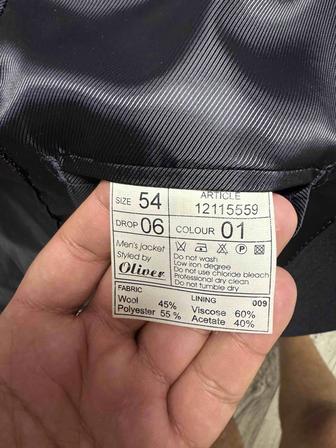 SIZE 54 ARTICLE 12115559
DROP 06 COLOUR 01
Men's jacket
Styled by
Oliver
P
Do not wash
Low iron degree
Do not use chloride bleach
Professional dry clean
Do not tumble dry
FABRIC
Wool 45%
Polyester 55 %
LINING 009
Viscose 60%
Acetate 40%